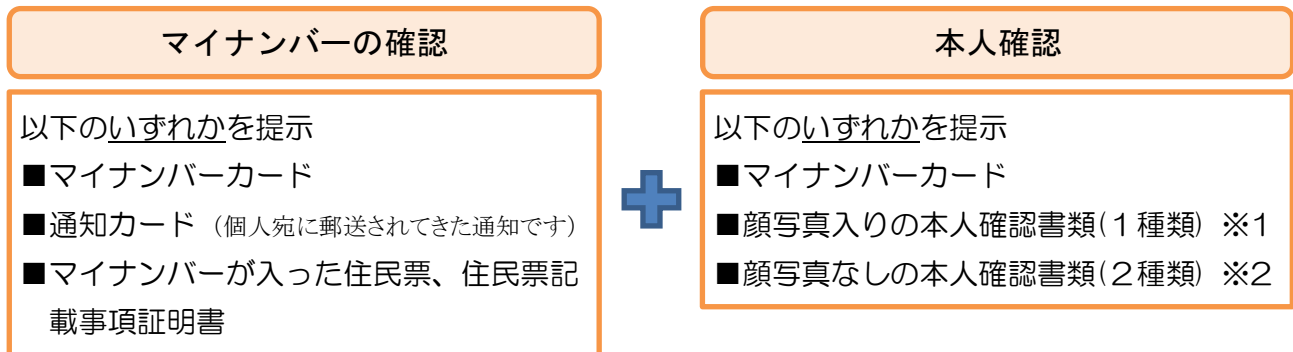 マイナンバーの確認
以下のいずれかを提示
■マイナンバーカード
■通知カード（個人宛に郵送されてきた通知です）
■マイナンバーが入った住民票、住民票記
載事項証明書
本人確認
以下のいずれかを提示
■マイナンバーカード
■顔写真入りの本人確認書類(１種類) ※1
■顔写真なしの本人確認書類(２種類) ※2